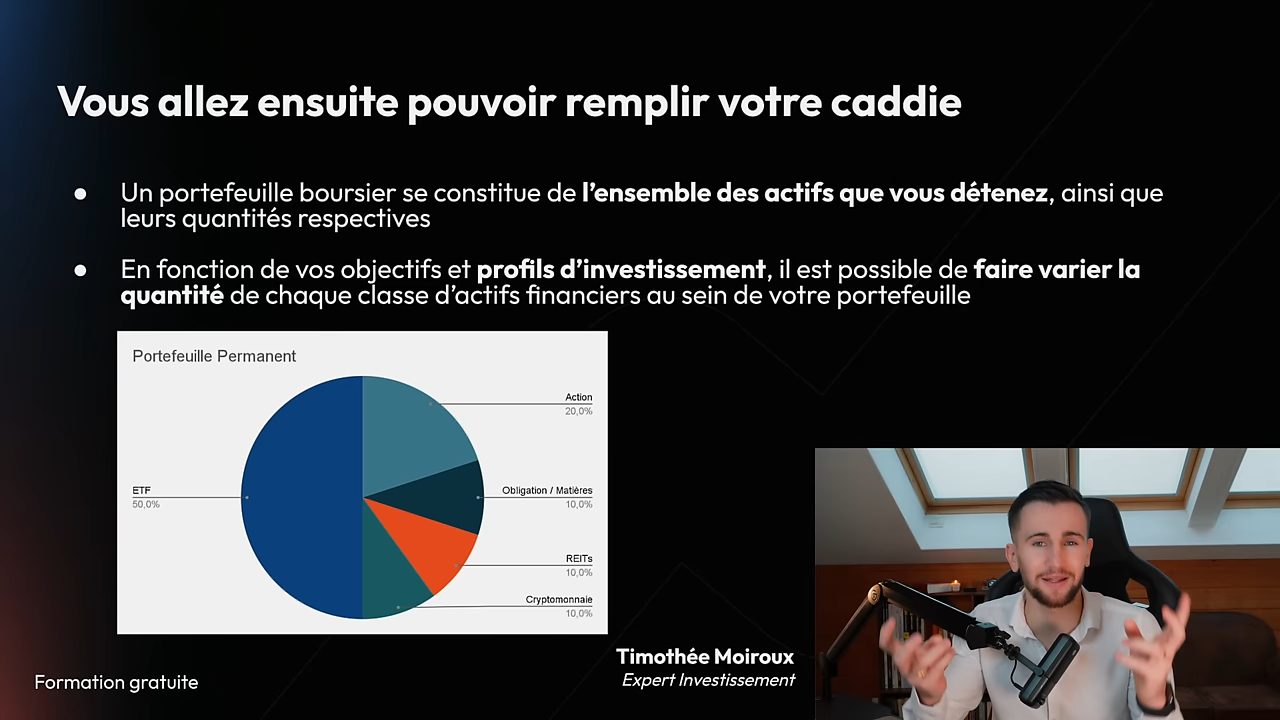 Vous allez ensuite pouvoir remplir votre caddie
● Un portefeuille boursier se constitue de l'ensemble des actifs que vous détenez, ainsi que
leurs quantités respectives
● En fonction de vos objectifs et profils d'investissement, il est possible de faire varier la
quantité de chaque classe d'actifs financiers au sein de votre portefeuille
Portefeuille Permanent
Action
20,0%
ETF
50,0%
Obligation / Matières
10,0%
REITs
10,0%
Cryptomonnaie
10,0%
Timothée Moiroux
Expert Investissement
Formation gratuite